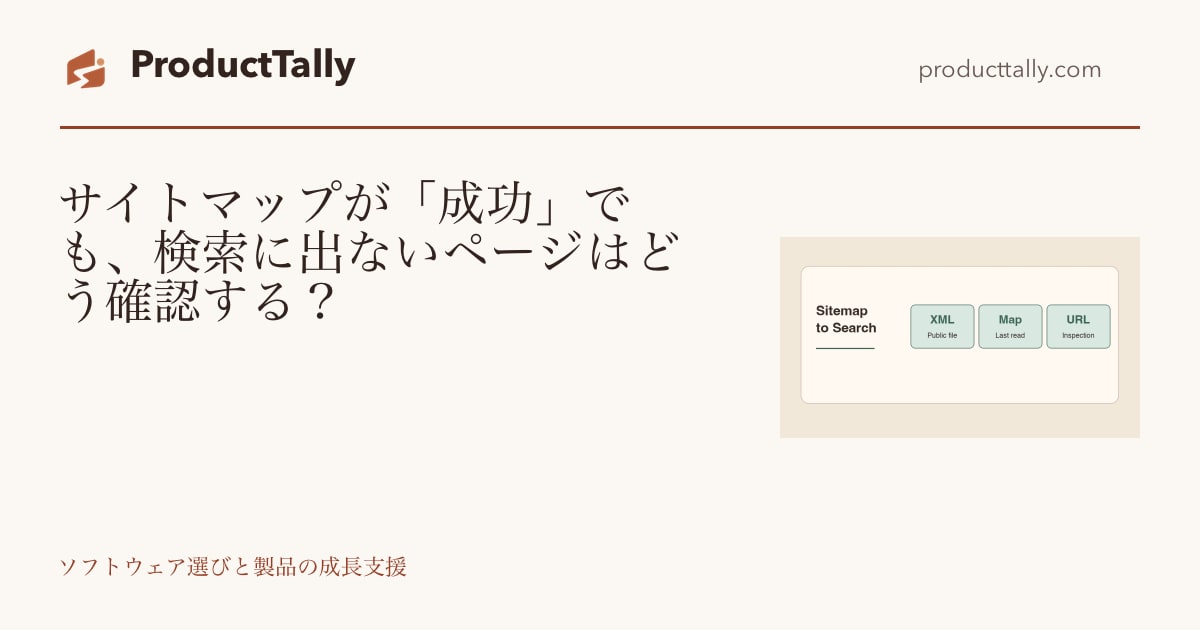 ProductTally
producttally.com
サイトマップが「成功」で
も、検索に出ないページはど
う確認する？
Sitemap
to Search
XML
Public file
Map
Last read
URL
Inspection
ソフトウェア選びと製品の成長支援